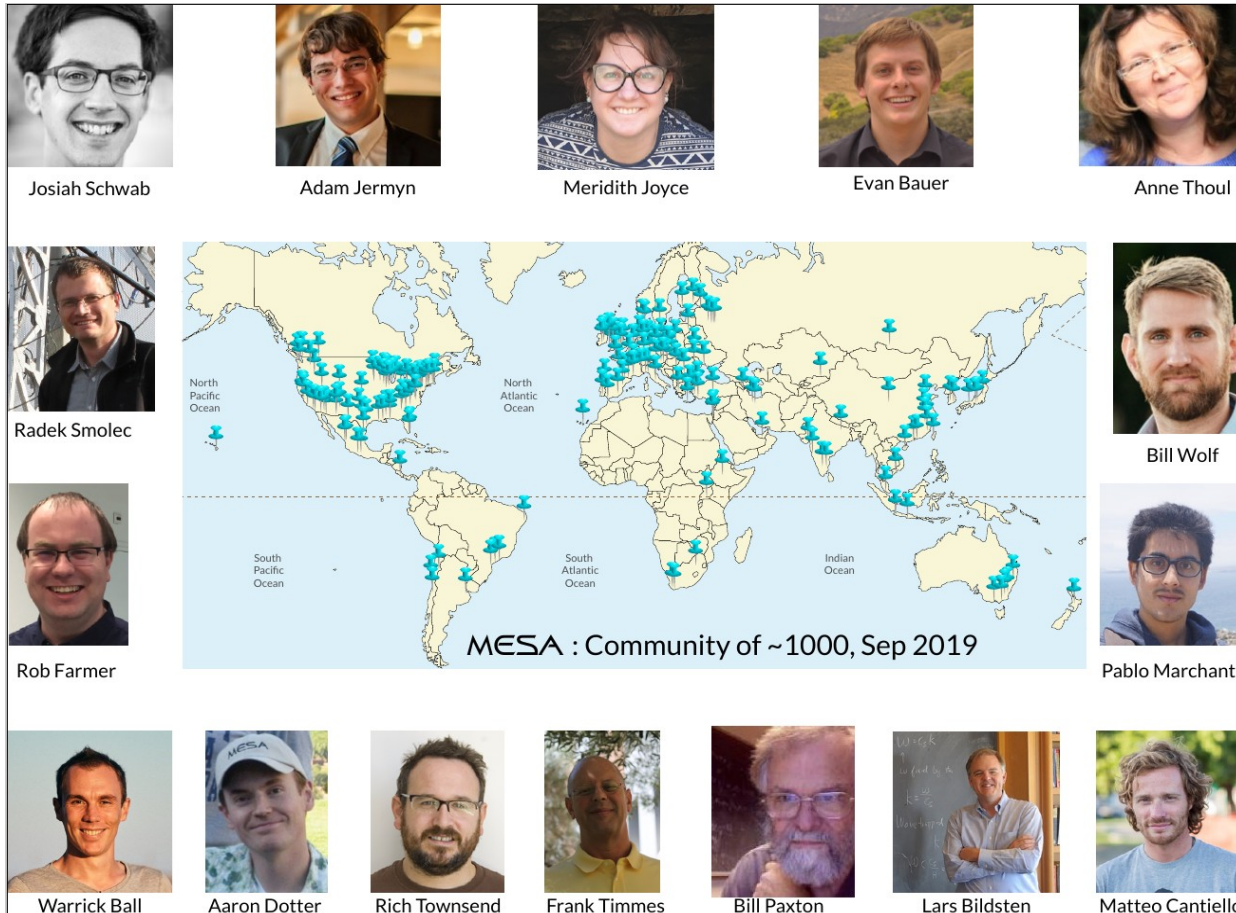 Josiah Schwab
Adam Jermyn
Meridith Joyce
Evan Bauer
Anne Thoul
Radek Smolec
Bill Wolf
North
Pacific
Ocean
North
Atlantic
Ocean
South
Pacific
Ocean
South
Atlantic
Ocean
Indian
Ocean
MESA : Community of ~1000, Sep 2019
Rob Farmer
Pablo Marchant
MESA
Warrick Ball
Aaron Dotter
Rich Townsend
Frank Timmes
Bill Paxton
Lars Bildsten
Matteo Cantiello